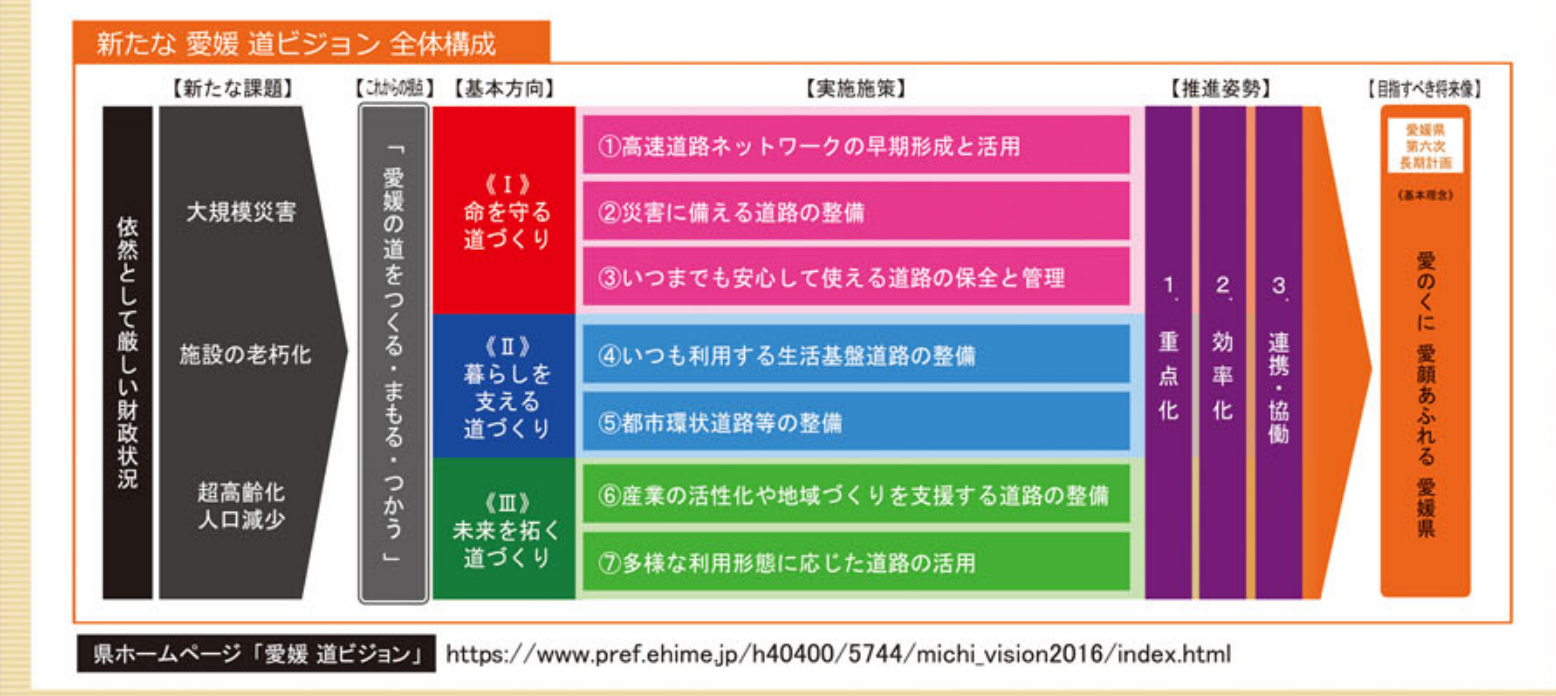 新たな 愛媛 道ビジョン 全体構成
【新たな課題】
【これからの視点】
【基本方向】
【実施施策】
【推進姿勢】
【目指すべき将来像】
依然として厳しい財政状況
大規模災害
施設の老朽化
超高齢化
人口減少
「愛媛の道をつくる・まもる・つかう」
《Ⅰ》
命を守る
道づくり
①高速道路ネットワークの早期形成と活用
②災害に備える道路の整備
③いつまでも安心して使える道路の保全と管理
《Ⅱ》
暮らしを
支える
道づくり
④いつも利用する生活基盤道路の整備
⑤都市環状道路等の整備
《Ⅲ》
未来を拓く
道づくり
⑥産業の活性化や地域づくりを支援する道路の整備
⑦多様な利用形態に応じた道路の活用
1．重点化
2．効率化
3．連携・協働
愛媛県
第六次
長期計画
《基本理念》
愛のくに 愛顔あふれる 愛媛県
県ホームページ「愛媛 道ビジョン」 https://www.pref.ehime.jp/h40400/5744/michi_vision2016/index.html